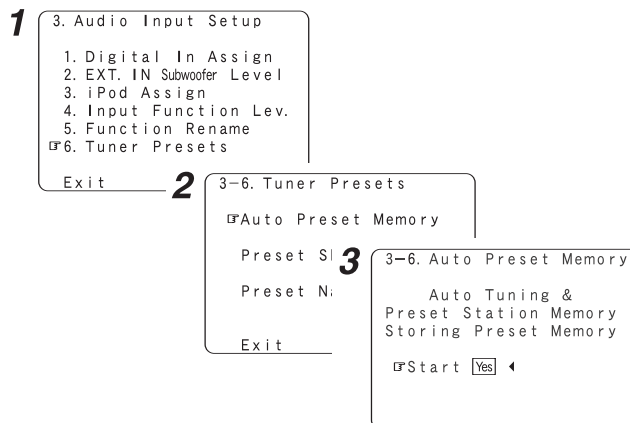 1
3. Audio Input Setup
1. Digital In Assign
2. EXT. IN Subwoofer Level
3. iPod Assign
4. Input Function Lev.
5. Function Rename
☞6. Tuner Presets
Exit
2
3-6. Tuner Presets
☞Auto Preset Memory
Preset
Preset
Exit
3
3-6. Auto Preset Memory
Auto Tuning &
Preset Station Memory
Storing Preset Memory
☞Start Yes ◀